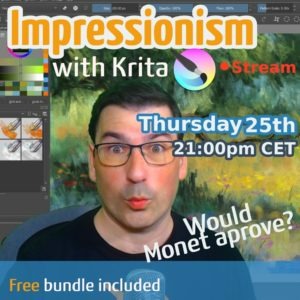 Impressionism
with Krita
Stream
Thursday 25th
21:00pm CET
Would
Monet aprove?
Free bundle included